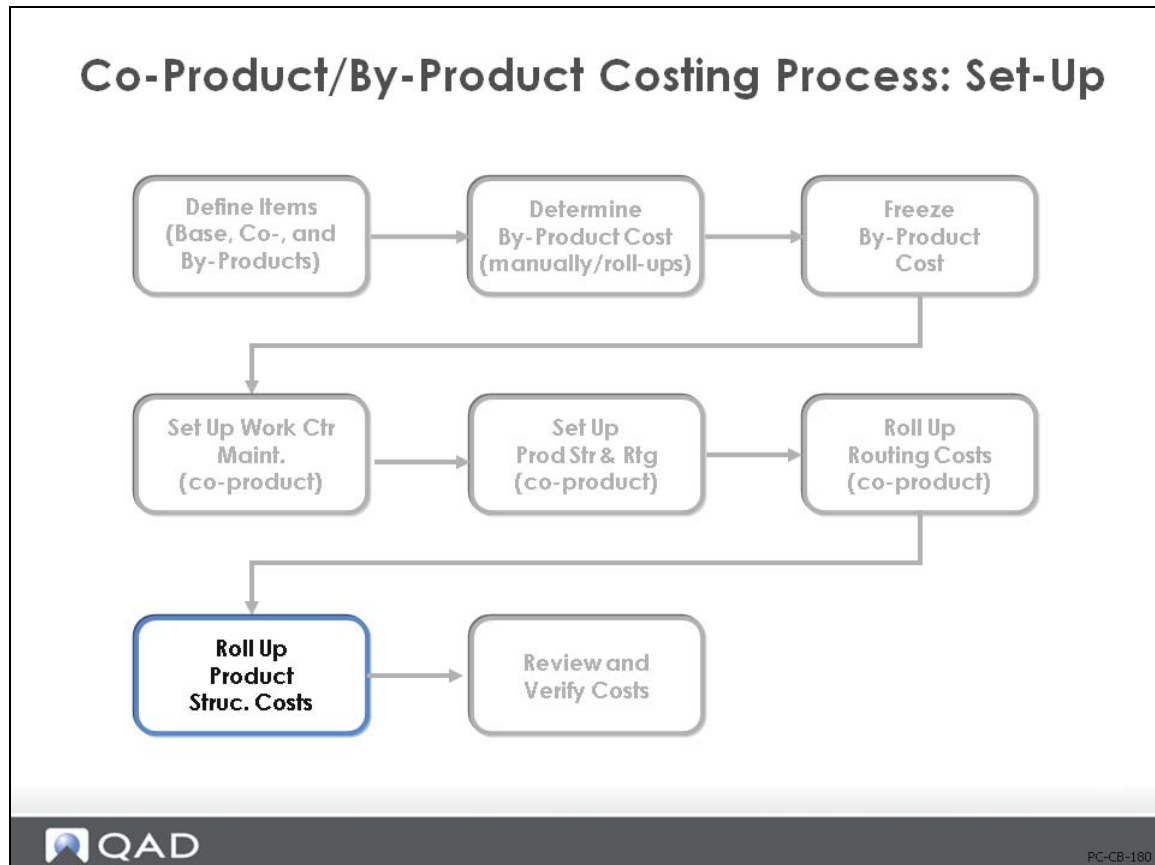 Co-Product/By-Product Costing Process: Set-Up
Define Items
(Base, Co-, and
By-Products)
Determine
By-Product Cost
(manually/roll-ups)
Freeze
By-Product
Cost
Set Up Work Ctr
Maint.
(co-product)
Set Up
Prod Str & Rtg
(co-product)
Roll Up
Routing Costs
(co-product)
Roll Up
Product
Struc. Costs
Review and
Verify Costs
QAD
PC-CB-180